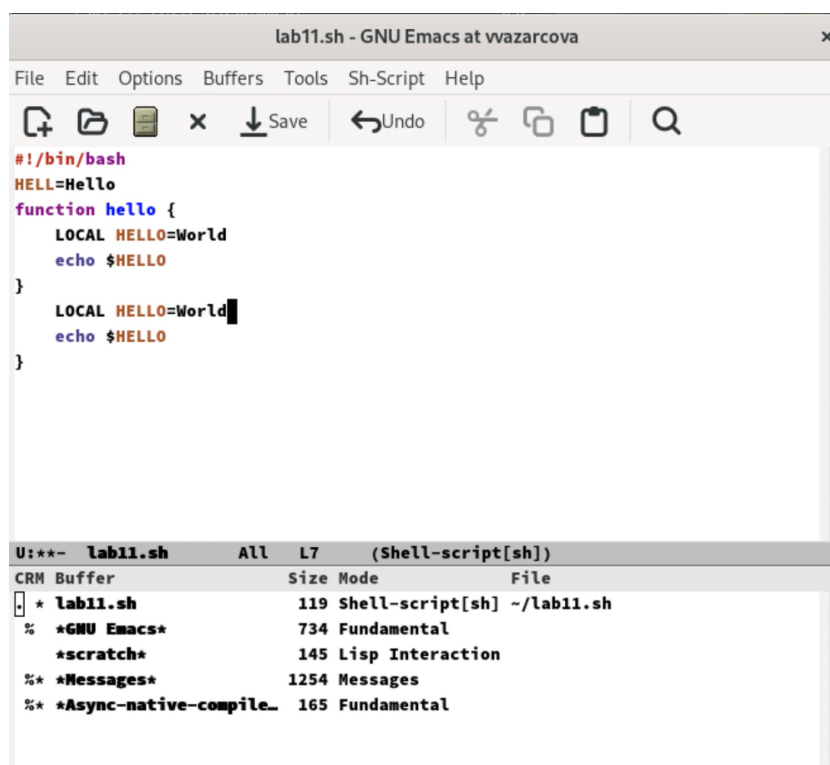 lab11.sh - GNU Emacs at vvazarcova
File Edit Options Buffers Tools Sh-Script Help
Save Undo
#!/bin/bash
HELL=Hello
function hello {
    LOCAL HELLO=World
    echo $HELLO
}
    LOCAL HELLO=World
    echo $HELLO
}
U:**-  lab11.sh       All   L7     (Shell-script[sh])
CRM Buffer                 Size Mode             File
. * lab11.sh                119 Shell-script[sh] ~/lab11.sh
 %  *GNU Emacs*             734 Fundamental
    *scratch*               145 Lisp Interaction
 %* *Messages*             1254 Messages
 %* *Async-native-compile…  165 Fundamental